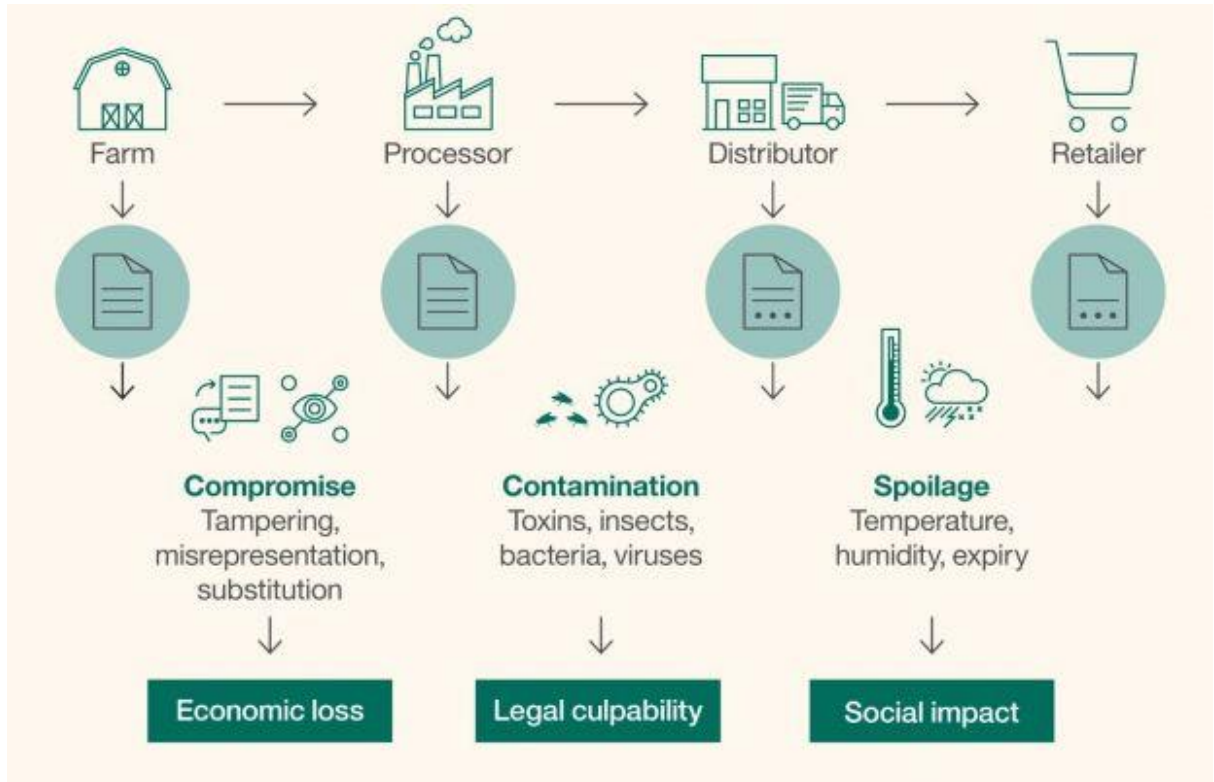 Farm
Processor
Distributor
Retailer
Compromise
Tampering,
misrepresentation,
substitution
Contamination
Toxins, insects,
bacteria, viruses
Spoilage
Temperature,
humidity, expiry
Economic loss
Legal culpability
Social impact